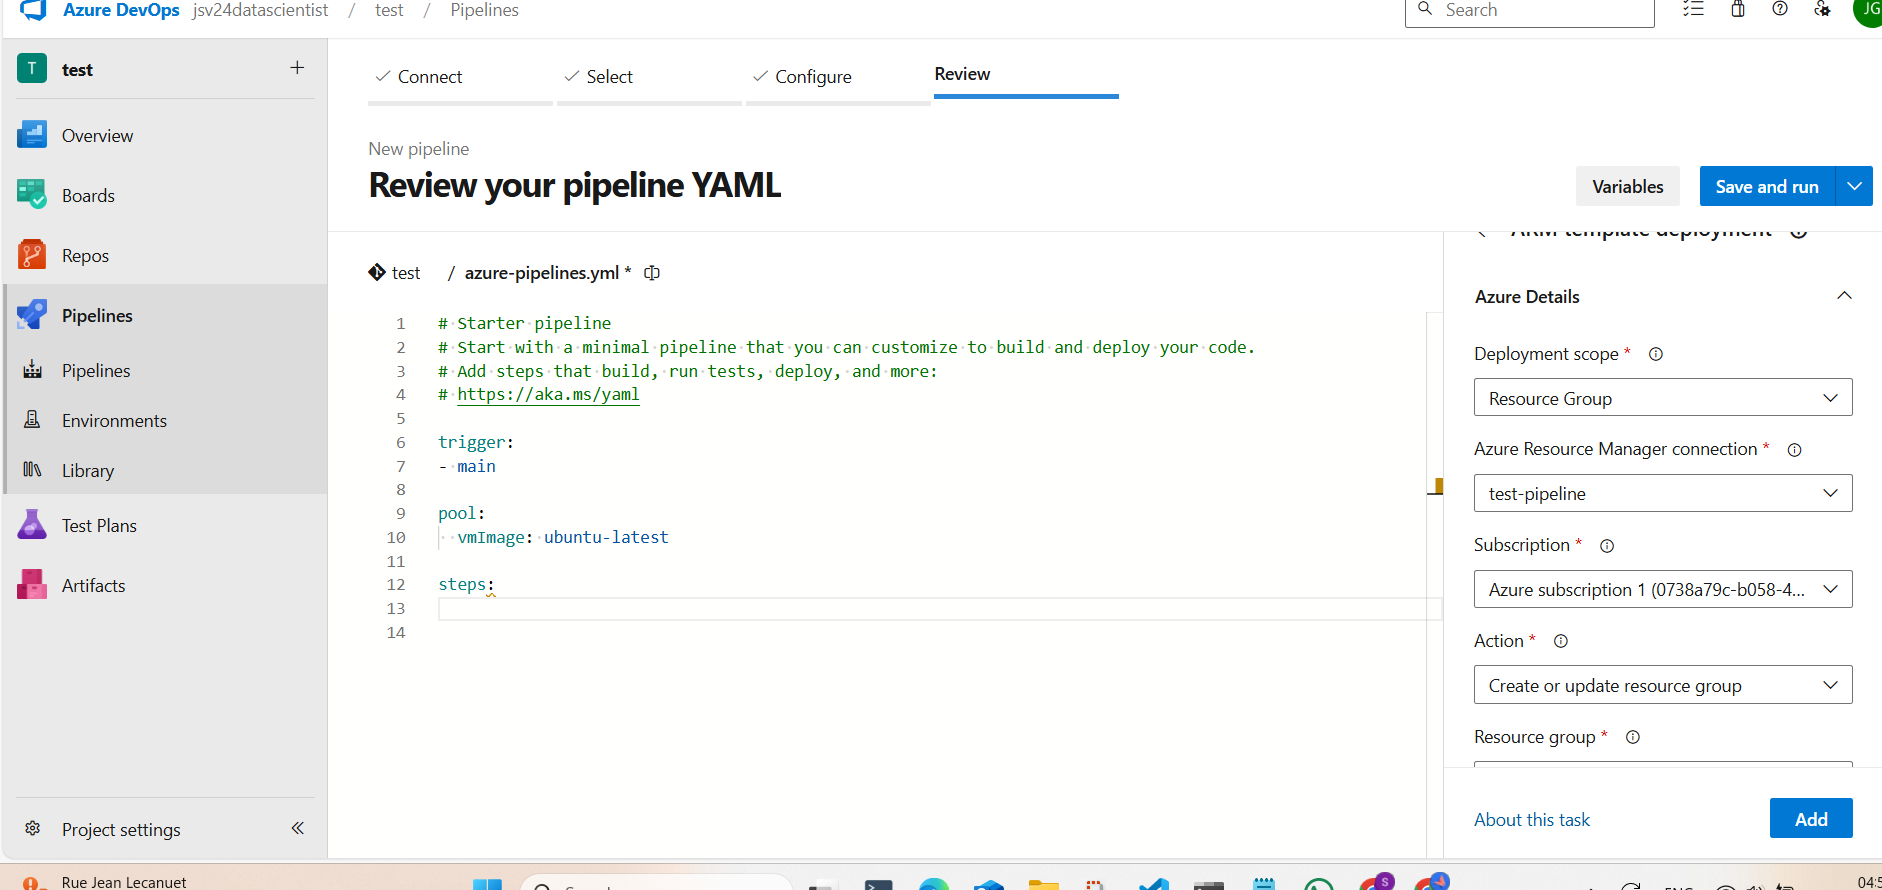 Azure DevOps jsv24datascientist / test / Pipelines
Search
JG
T test +
Overview
Boards
Repos
Pipelines
Pipelines
Environments
Library
Test Plans
Artifacts
Project settings
Connect
Select
Configure
Review
New pipeline
Review your pipeline YAML
Variables
Save and run
test / azure-pipelines.yml *
1 # Starter pipeline
2 # Start with a minimal pipeline that you can customize to build and deploy your code.
3 # Add steps that build, run tests, deploy, and more:
4 # https://aka.ms/yaml
5
6 trigger:
7 - main
8
9 pool:
10 vmImage: ubuntu-latest
11
12 steps:
13
14
ARM template deployment
Azure Details
Deployment scope *
Resource Group
Azure Resource Manager connection *
test-pipeline
Subscription *
Azure subscription 1 (0738a79c-b058-4...
Action *
Create or update resource group
Resource group *
About this task
Add
Rue Jean Lecanuet